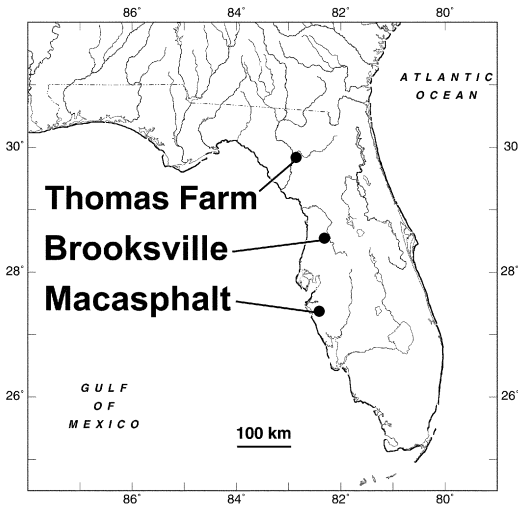 86° 84° 82° 80°
ATLANTIC
OCEAN
30° 30
Thomas Farm
Brooksville
28° 28
Macasphalt
26° 26
GULF
OF
MEXICO
100 km
86° 84° 82° 80°